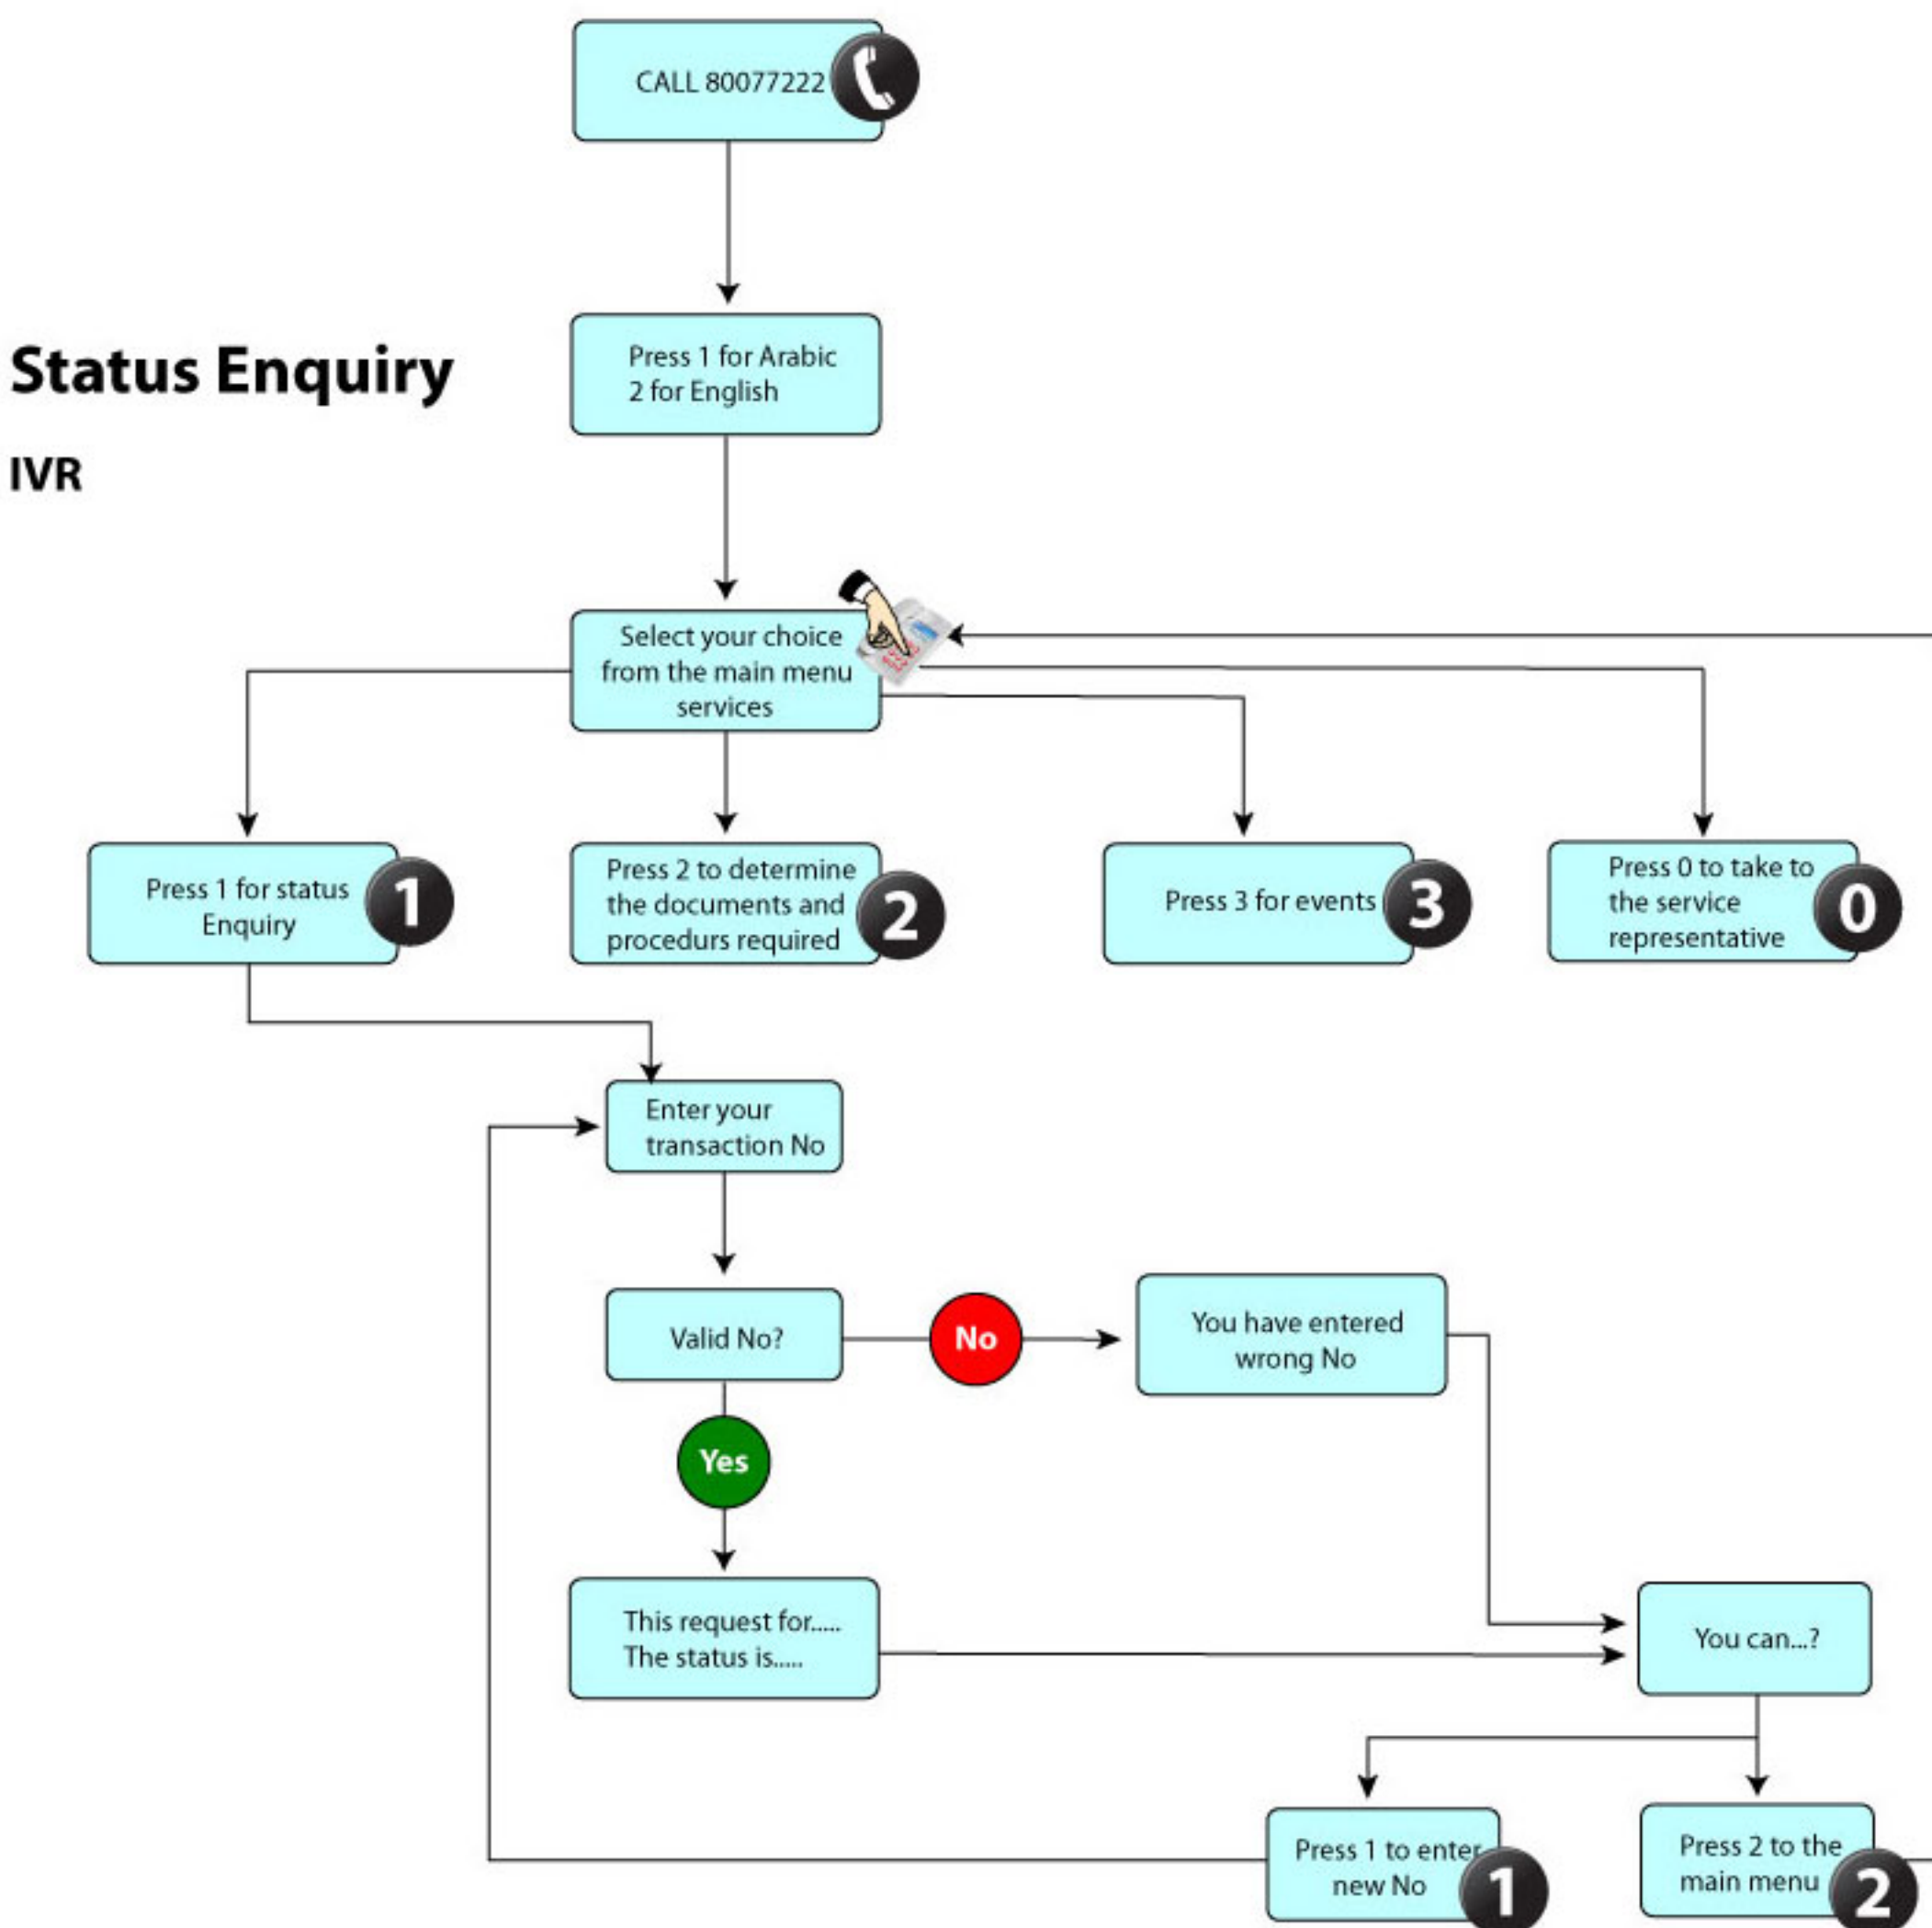 CALL 80077222
Status Enquiry
IVR
Press 1 for Arabic
2 for English
Select your choice
from the main menu
services
Press 1 for status
Enquiry
1
Press 2 to determine
the documents and
procedurs required
2
Press 3 for events
3
Press 0 to take to
the service
representative
0
Enter your
transaction No
Valid No?
No
You have entered
wrong No
Yes
This request for.....
The status is.....
You can...?
Press 1 to enter
new No
1
Press 2 to the
main menu
2